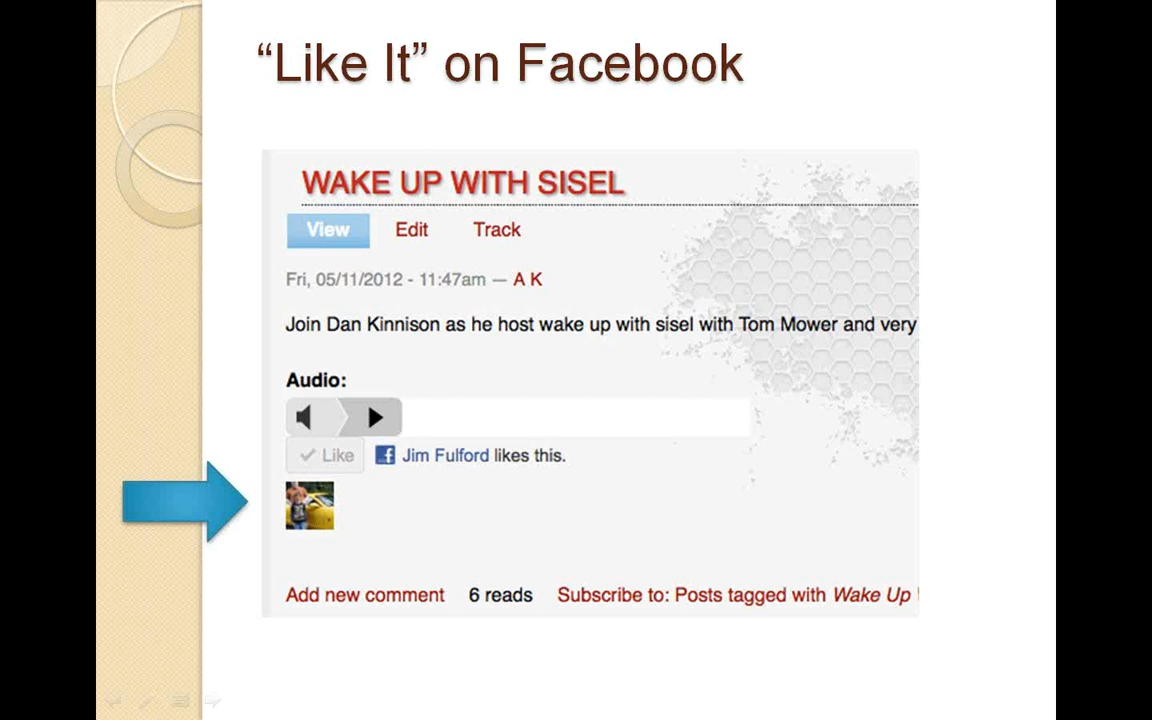 “Like It” on Facebook
WAKE UP WITH SISEL
View Edit Track
Fri, 05/11/2012 - 11:47am — A K
Join Dan Kinnison as he host wake up with sisel with Tom Mower and very
Audio:
Like Jim Fulford likes this.
Add new comment 6 reads Subscribe to: Posts tagged with Wake Up